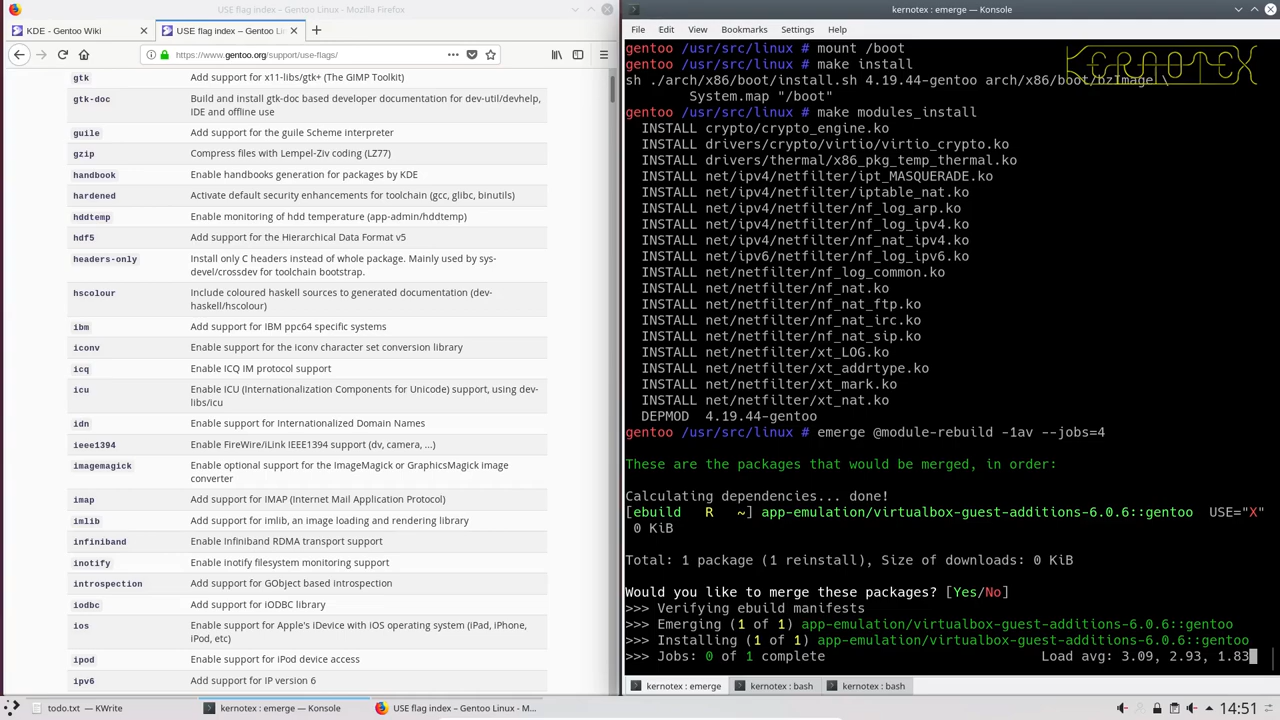 USE flag index – Gentoo Linux - Mozilla Firefox
KDE - Gentoo Wiki
USE flag index – Gentoo Lin
https://www.gentoo.org/support/use-flags/
gtk Add support for x11-libs/gtk+ (The GIMP Toolkit)
gtk-doc Build and install gtk-doc based developer documentation for dev-util/devhelp,
IDE and offline use
guile Add support for the guile Scheme interpreter
gzip Compress files with Lempel-Ziv coding (LZ77)
handbook Enable handbooks generation for packages by KDE
hardened Activate default security enhancements for toolchain (gcc, glibc, binutils)
hddtemp Enable monitoring of hdd temperature (app-admin/hddtemp)
hdf5 Add support for the Hierarchical Data Format v5
headers-only Install only C headers instead of whole package. Mainly used by sys-
devel/crossdev for toolchain bootstrap.
hscolour Include coloured haskell sources to generated documentation (dev-
haskell/hscolour)
ibm Add support for IBM ppc64 specific systems
iconv Enable support for the iconv character set conversion library
icq Enable ICQ IM protocol support
icu Enable ICU (Internationalization Components for Unicode) support, using dev-
libs/icu
idn Enable support for Internationalized Domain Names
ieee1394 Enable FireWire/iLink IEEE1394 support (dv, camera, ...)
imagemagick Enable optional support for the ImageMagick or GraphicsMagick image
converter
imap Add support for IMAP (Internet Mail Application Protocol)
imlib Add support for imlib, an image loading and rendering library
infiniband Enable Infiniband RDMA transport support
inotify Enable inotify filesystem monitoring support
introspection Add support for GObject based introspection
iodbc Add support for iODBC library
ios Enable support for Apple's iDevice with iOS operating system (iPad, iPhone,
iPod, etc)
ipod Enable support for iPod device access
ipv6 Add support for IP version 6
kernotex : emerge — Konsole
File Edit View Bookmarks Settings Help
KERNOTEX
gentoo /usr/src/linux # mount /boot
gentoo /usr/src/linux # make install
sh ./arch/x86/boot/install.sh 4.19.44-gentoo arch/x86/boot/bzImage \
System.map "/boot"
gentoo /usr/src/linux # make modules_install
INSTALL crypto/crypto_engine.ko
INSTALL drivers/crypto/virtio/virtio_crypto.ko
INSTALL drivers/thermal/x86_pkg_temp_thermal.ko
INSTALL net/ipv4/netfilter/ipt_MASQUERADE.ko
INSTALL net/ipv4/netfilter/iptable_nat.ko
INSTALL net/ipv4/netfilter/nf_log_arp.ko
INSTALL net/ipv4/netfilter/nf_log_ipv4.ko
INSTALL net/ipv4/netfilter/nf_nat_ipv4.ko
INSTALL net/ipv6/netfilter/nf_log_ipv6.ko
INSTALL net/netfilter/nf_log_common.ko
INSTALL net/netfilter/nf_nat.ko
INSTALL net/netfilter/nf_nat_ftp.ko
INSTALL net/netfilter/nf_nat_irc.ko
INSTALL net/netfilter/nf_nat_sip.ko
INSTALL net/netfilter/xt_LOG.ko
INSTALL net/netfilter/xt_addrtype.ko
INSTALL net/netfilter/xt_mark.ko
INSTALL net/netfilter/xt_nat.ko
DEPMOD 4.19.44-gentoo
gentoo /usr/src/linux # emerge @module-rebuild -1av --jobs=4
These are the packages that would be merged, in order:
Calculating dependencies... done!
[ebuild R ~] app-emulation/virtualbox-guest-additions-6.0.6::gentoo USE="X"
0 KiB
Total: 1 package (1 reinstall), Size of downloads: 0 KiB
Would you like to merge these packages? [Yes/No]
>>> Verifying ebuild manifests
>>> Emerging (1 of 1) app-emulation/virtualbox-guest-additions-6.0.6::gentoo
>>> Installing (1 of 1) app-emulation/virtualbox-guest-additions-6.0.6::gentoo
>>> Jobs: 0 of 1 complete Load avg: 3.09, 2.93, 1.83
kernotex : emerge kernotex : bash kernotex : bash
todo.txt — KWrite kernotex : emerge — Konsole USE flag index – Gentoo Linux - M... 14:51